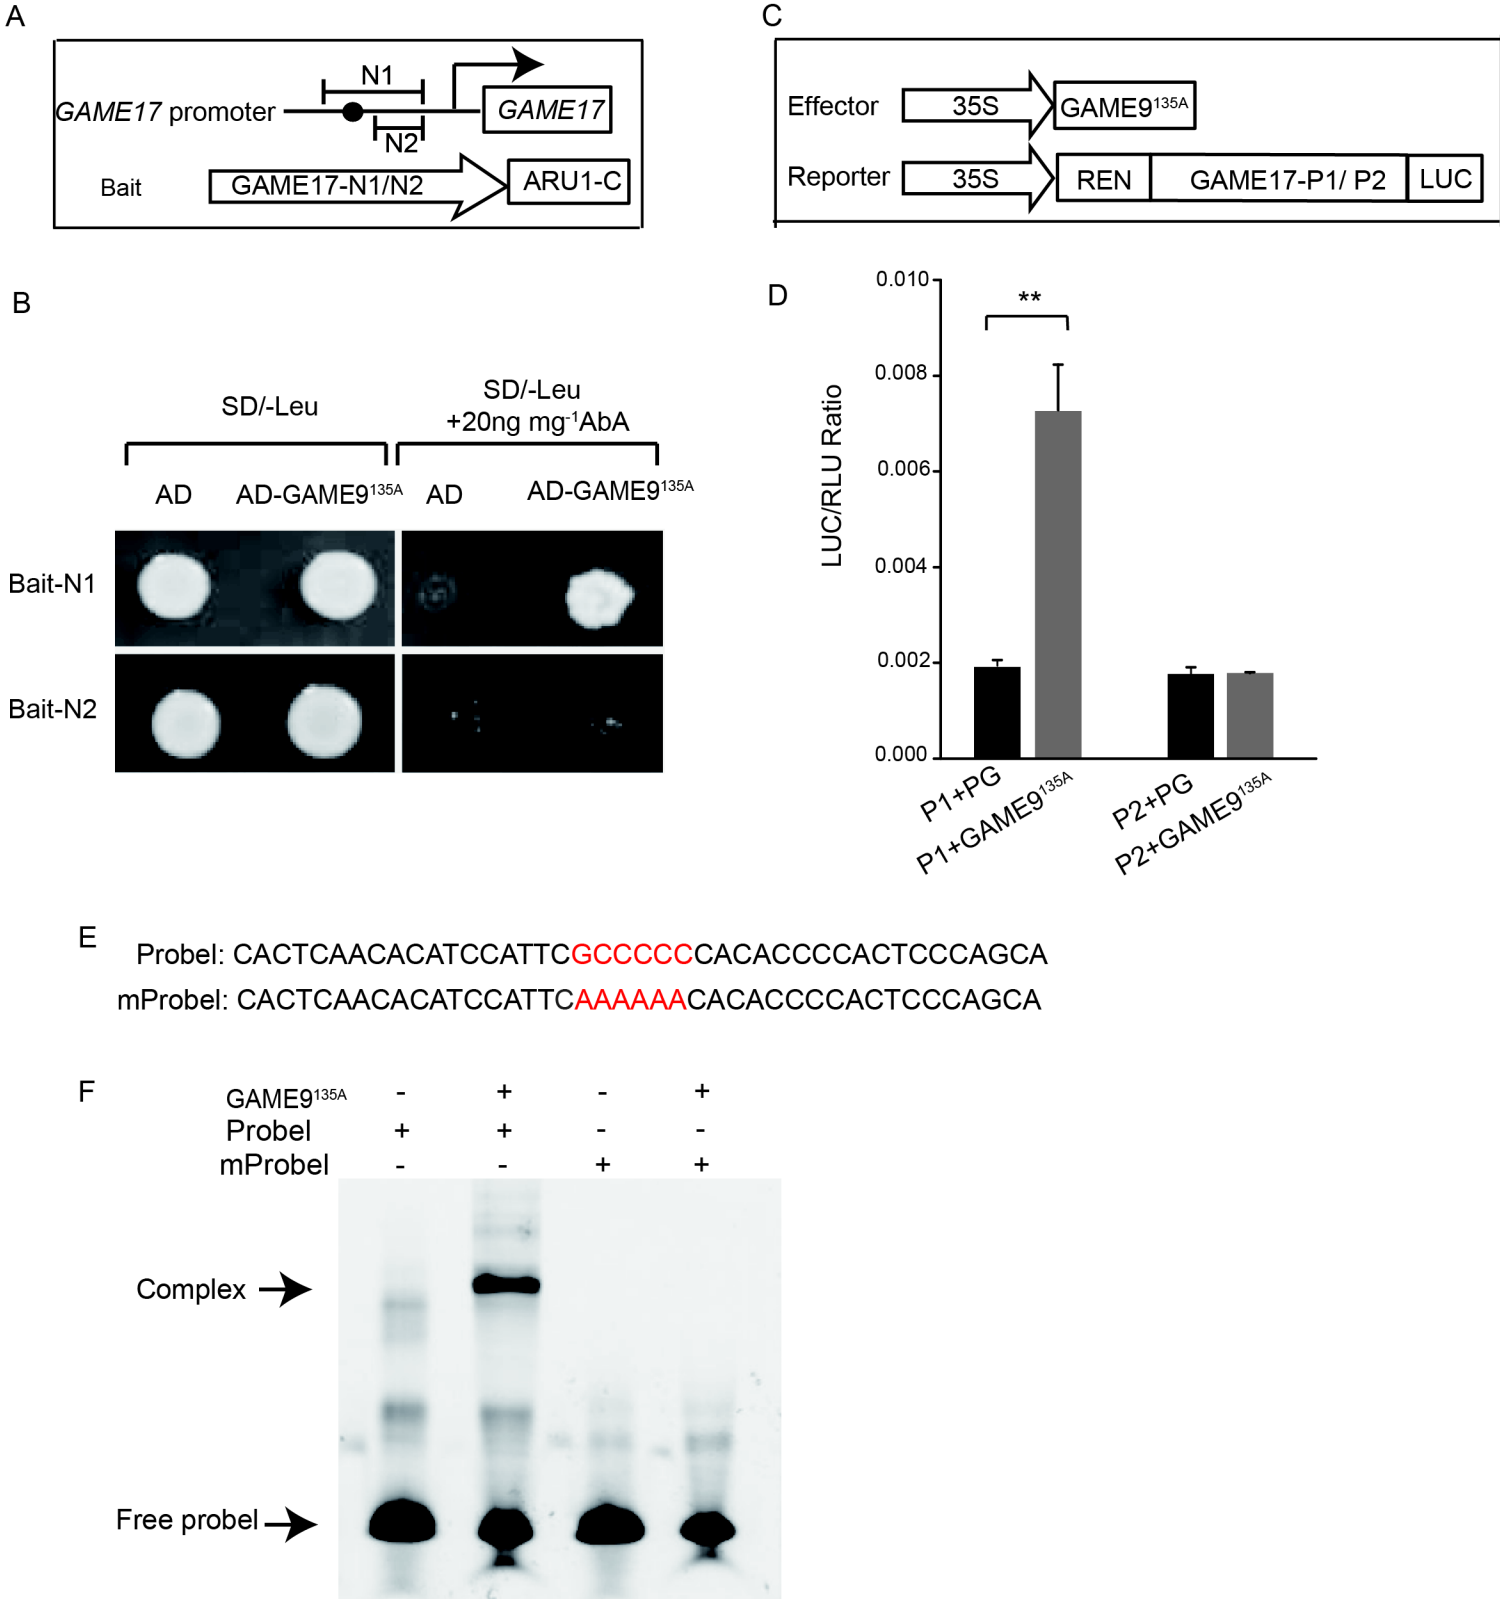 A
N1
GAME17 promoter
GAME17
N2
Bait
GAME17-N1/N2
ARU1-C
C
Effector
35S
GAME9135A
Reporter
35S
REN
GAME17-P1/ P2
LUC
B
SD/-Leu
SD/-Leu
+20ng mg-1AbA
AD
AD-GAME9135A
AD
AD-GAME9135A
Bait-N1
Bait-N2
D
LUC/RLU Ratio
0.010
0.008
0.006
0.004
0.002
0.000
**
P1+PG
P1+GAME9135A
P2+PG
P2+GAME9135A
E
Probel: CACTCAACACATCCATTCGCCCCCCACACCCCACTCCCAGCA
mProbel: CACTCAACACATCCATTCAAAAAACACACCCCACTCCCAGCA
F
GAME9135A - + - +
Probel + + - -
mProbel - - + +
Complex
Free probel